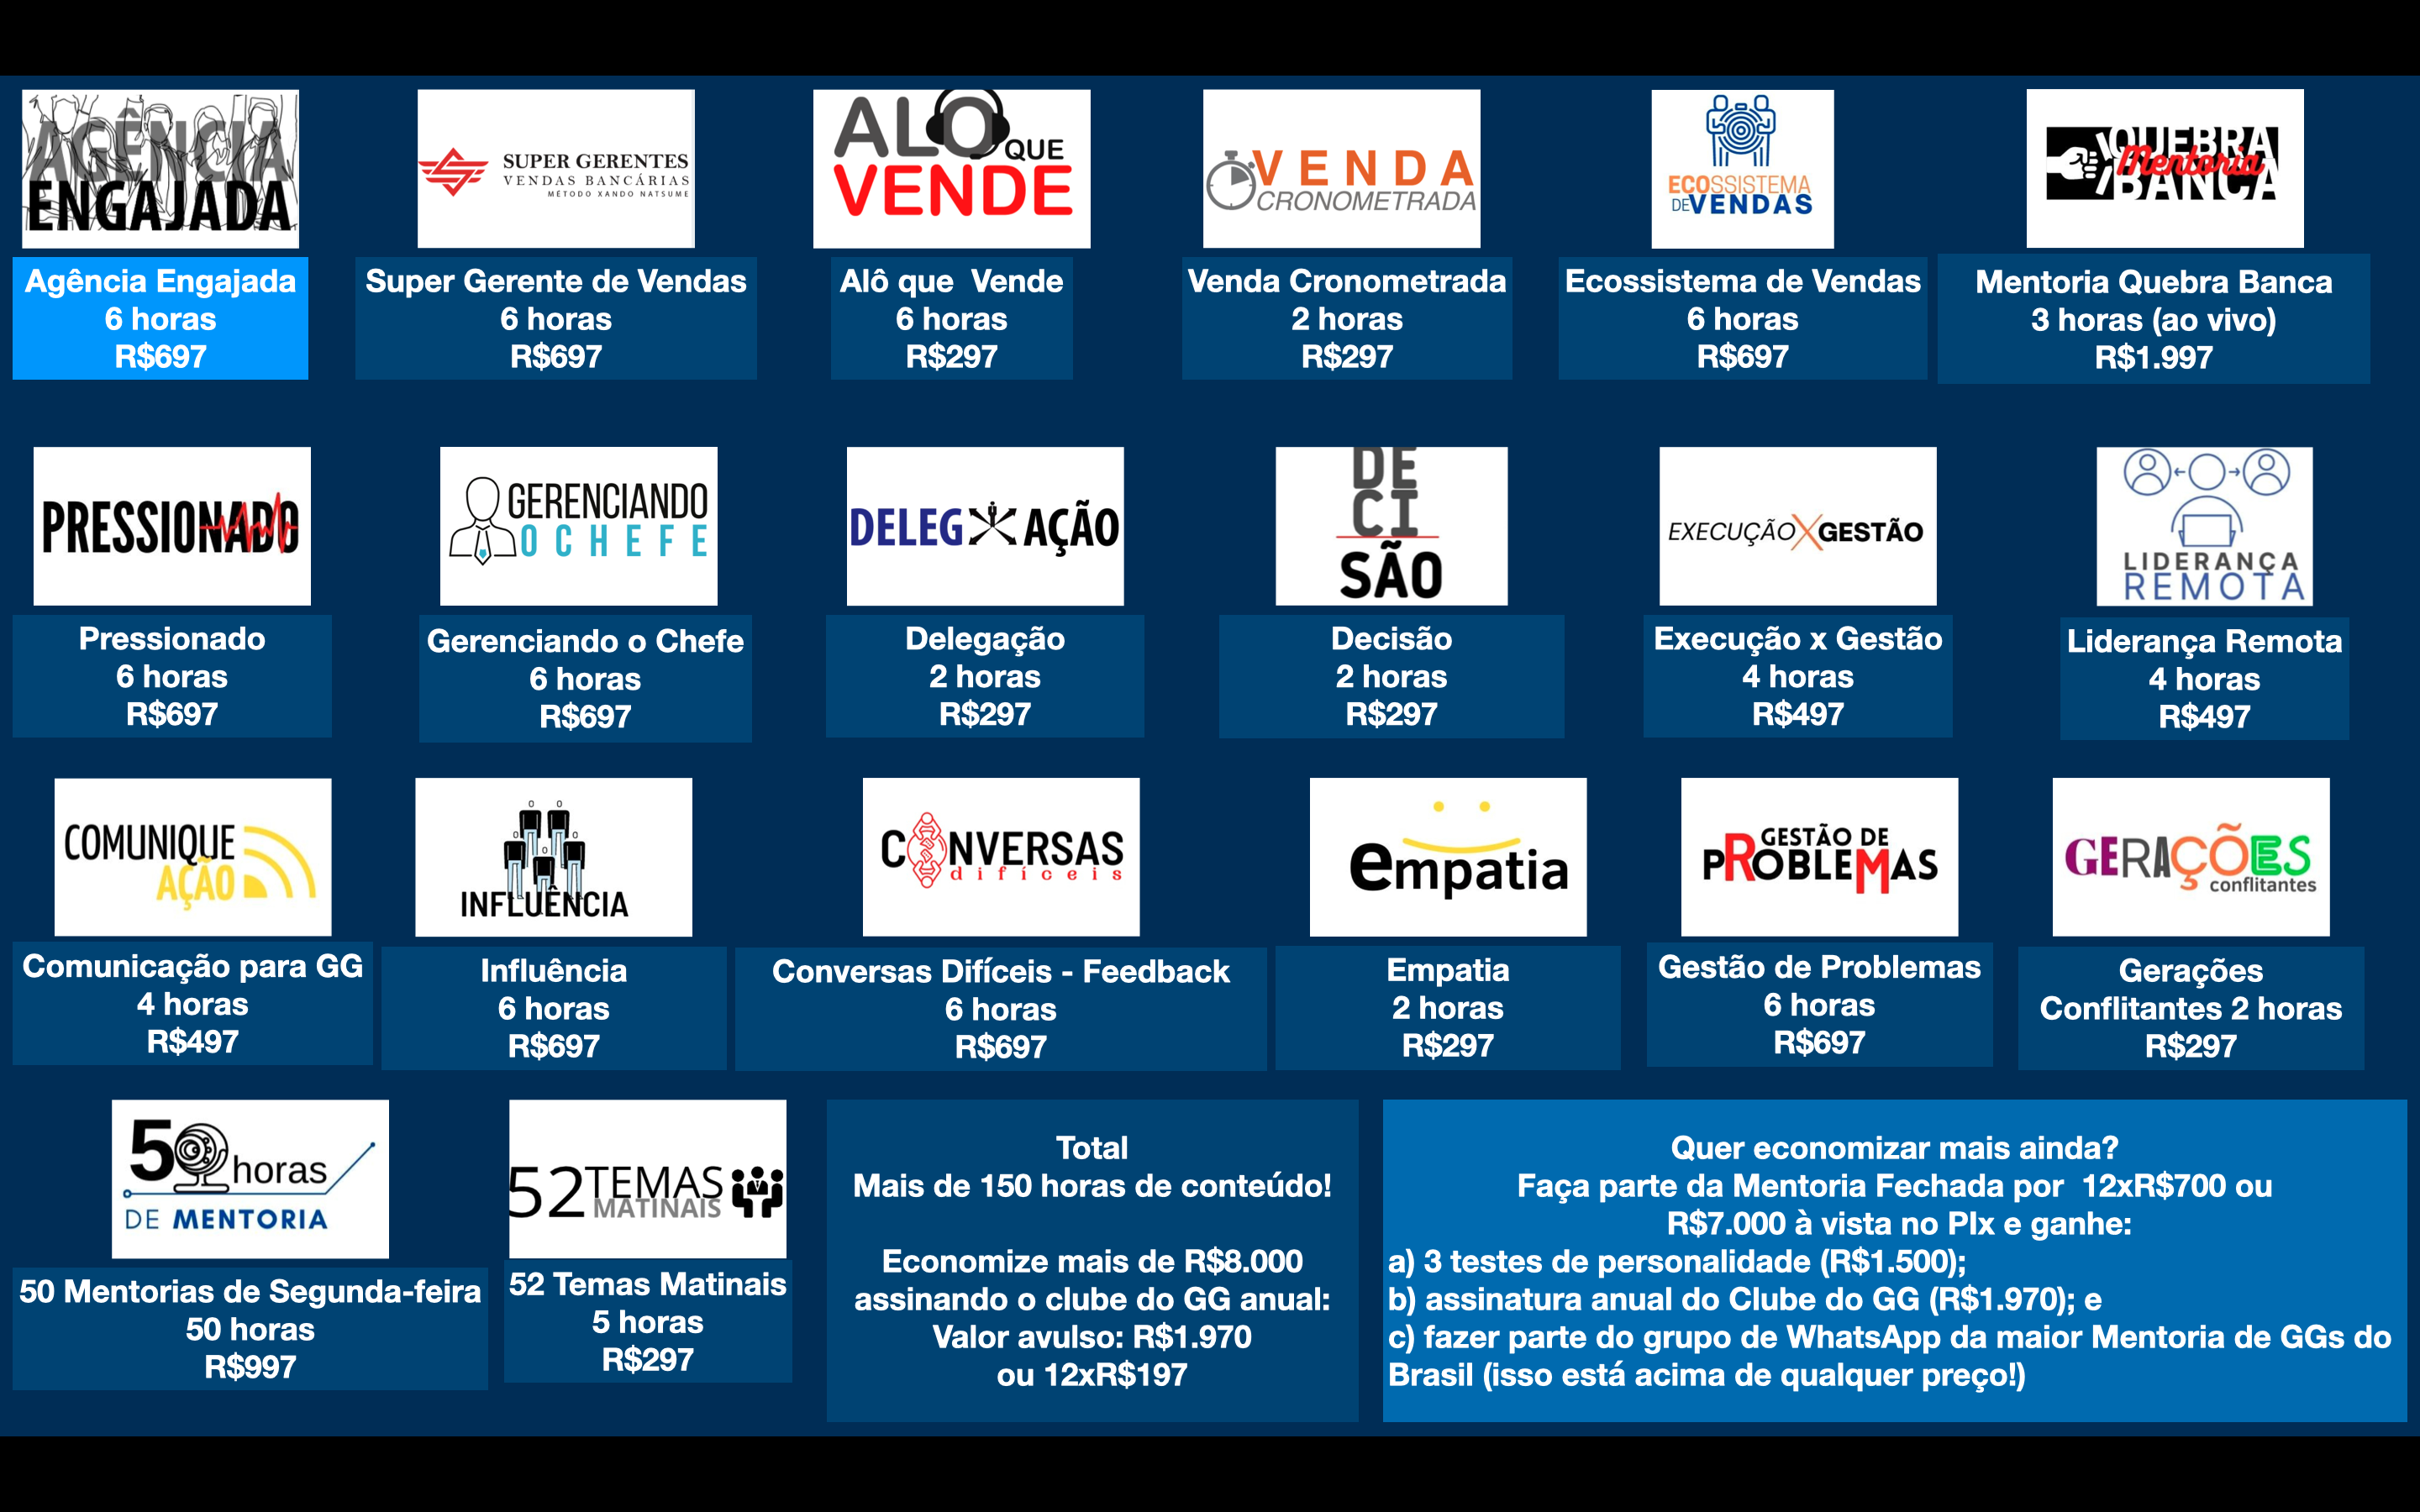 AGÊNCIA
ENGAJADA
Agência Engajada
6 horas
R$697
SUPER GERENTES
VENDAS BANCÁRIAS
MÉTODO XANDO NATSUME
Super Gerente de Vendas
6 horas
R$697
ALO QUE
VENDE
Alô que  Vende
6 horas
R$297
VENDA
CRONOMETRADA
Venda Cronometrada
2 horas
R$297
ECOSSISTEMA
DE VENDAS
Ecossistema de Vendas
6 horas
R$697
QUEBRA
Mentoria
BANCA
Mentoria Quebra Banca
3 horas (ao vivo)
R$1.997
PRESSIONADO
Pressionado
6 horas
R$697
GERENCIANDO
O CHEFE
Gerenciando o Chefe
6 horas
R$697
DELEG AÇÃO
Delegação
2 horas
R$297
DE
CI
SÃO
Decisão
2 horas
R$297
EXECUÇÃO X GESTÃO
Execução x Gestão
4 horas
R$497
LIDERANÇA
REMOTA
Liderança Remota
4 horas
R$497
COMUNIQUE
AÇÃO
Comunicação para GG
4 horas
R$497
INFLUÊNCIA
Influência
6 horas
R$697
CONVERSAS
difíceis
Conversas Difíceis - Feedback
6 horas
R$697
empatia
Empatia
2 horas
R$297
GESTÃO DE
PROBLEMAS
Gestão de Problemas
6 horas
R$697
GERAÇÕES
conflitantes
Gerações
Conflitantes 2 horas
R$297
50 horas
DE MENTORIA
50 Mentorias de Segunda-feira
50 horas
R$997
52 TEMAS
MATINAIS
52 Temas Matinais
5 horas
R$297
Total
Mais de 150 horas de conteúdo!
Economize mais de R$8.000
assinando o clube do GG anual:
Valor avulso: R$1.970
ou 12xR$197
Quer economizar mais ainda?
Faça parte da Mentoria Fechada por  12xR$700 ou
R$7.000 à vista no PIx e ganhe:
a) 3 testes de personalidade (R$1.500);
b) assinatura anual do Clube do GG (R$1.970); e
c) fazer parte do grupo de WhatsApp da maior Mentoria de GGs do
Brasil (isso está acima de qualquer preço!)